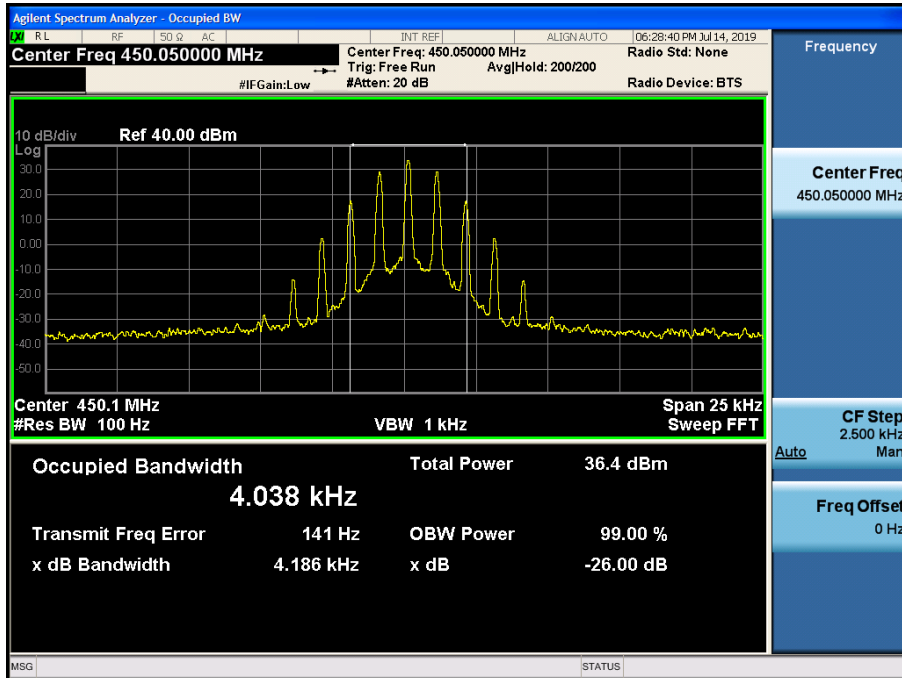 Agilent Spectrum Analyzer - Occupied BW
LXI RL RF 50 Ω AC INT REF ALIGN AUTO 06:28:40 PM Jul 14, 2019
Center Freq 450.050000 MHz
Center Freq: 450.050000 MHz
Radio Std: None
Trig: Free Run Avg|Hold: 200/200
#IFGain:Low
#Atten: 20 dB
Radio Device: BTS
10 dB/div Ref 40.00 dBm
Log
30.0
20.0
10.0
0.00
-10.0
-20.0
-30.0
-40.0
-50.0
Center 450.1 MHz Span 25 kHz
#Res BW 100 Hz VBW 1 kHz Sweep FFT
Occupied Bandwidth Total Power 36.4 dBm
4.038 kHz
Transmit Freq Error 141 Hz OBW Power 99.00 %
x dB Bandwidth 4.186 kHz x dB -26.00 dB
MSG STATUS
Frequency
Center Freq
450.050000 MHz
CF Step
2.500 kHz
Auto Man
Freq Offset
0 Hz